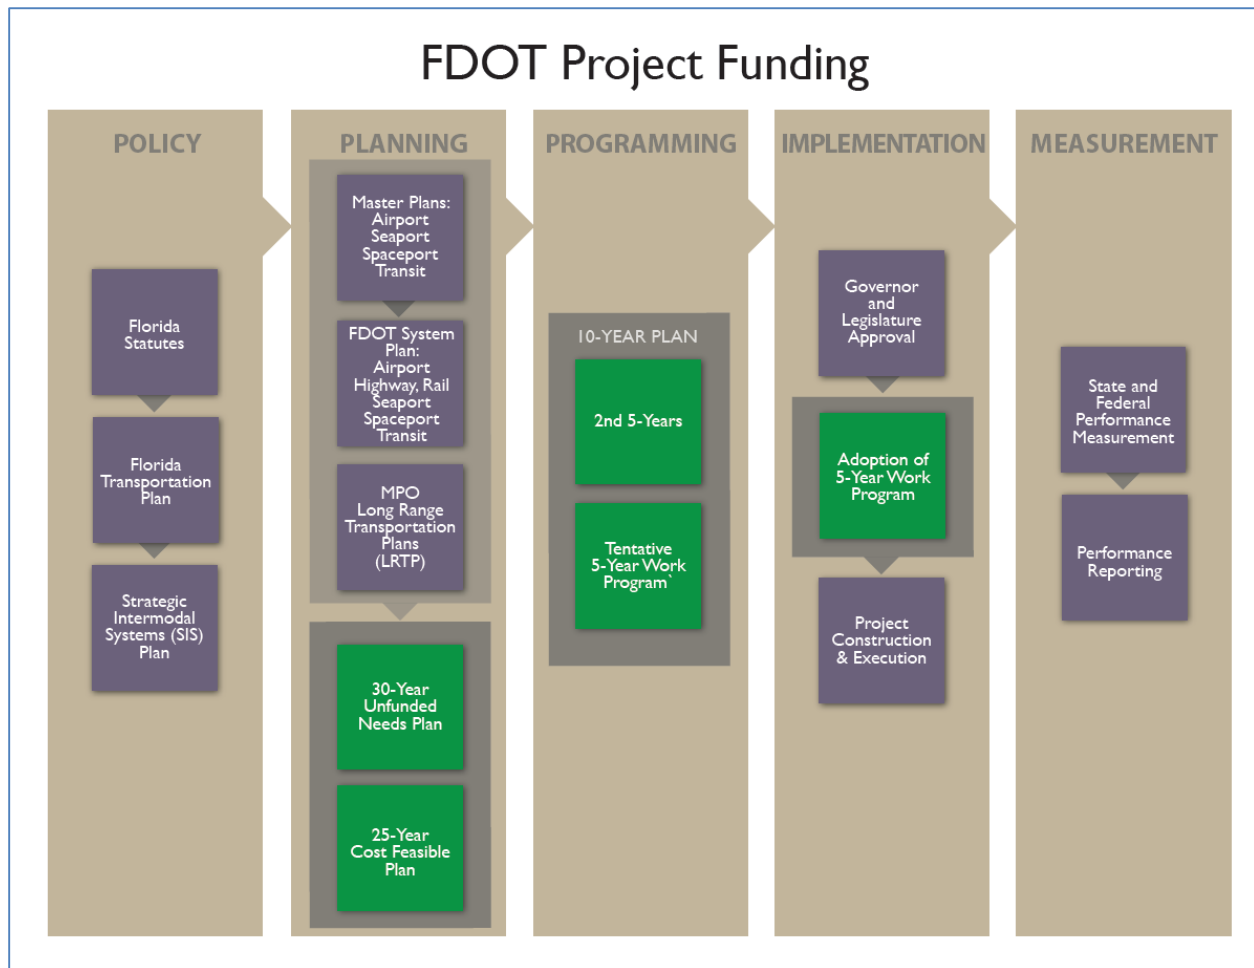 FDOT Project Funding
POLICY
Florida
Statutes
Florida
Transportation
Plan
Strategic
Intermodal
Systems (SIS)
Plan
PLANNING
Master Plans:
Airport
Seaport
Spaceport
Transit
FDOT System
Plan:
Airport
Highway, Rail
Seaport
Spaceport
Transit
MPO
Long Range
Transportation
Plans
(LRTP)
30-Year
Unfunded
Needs Plan
25-Year
Cost Feasible
Plan
PROGRAMMING
10-YEAR PLAN
2nd 5-Years
Tentative
5-Year Work
Program`
IMPLEMENTATION
Governor
and
Legislature
Approval
Adoption of
5-Year Work
Program
Project
Construction
& Execution
MEASUREMENT
State and
Federal
Performance
Measurement
Performance
Reporting